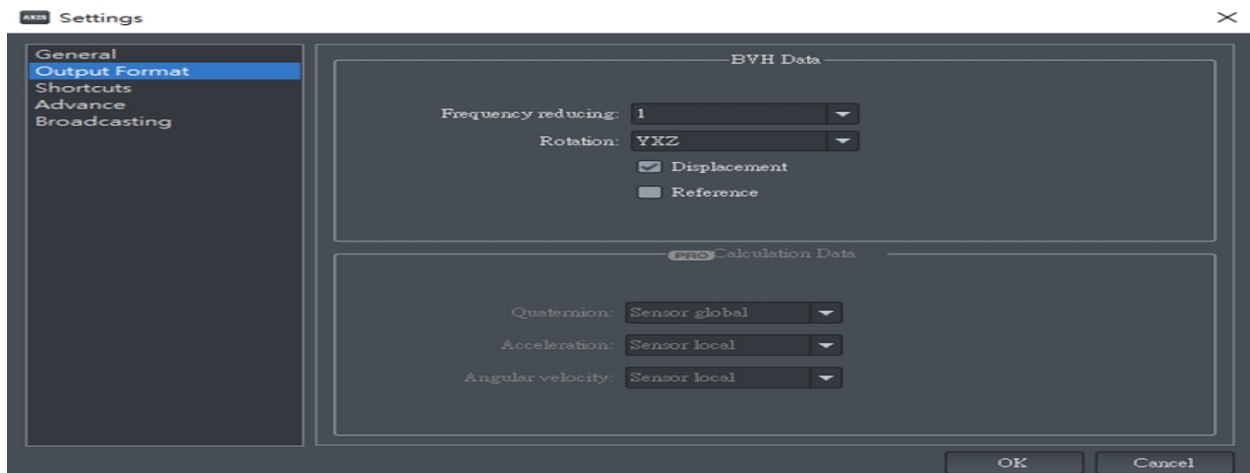 AXIS Settings
General
Output Format
Shortcuts
Advance
Broadcasting
BVH Data
Frequency reducing: 1
Rotation: YXZ
Displacement
Reference
PRO Calculation Data
Quaternion: Sensor global
Acceleration: Sensor local
Angular velocity: Sensor local
OK Cancel